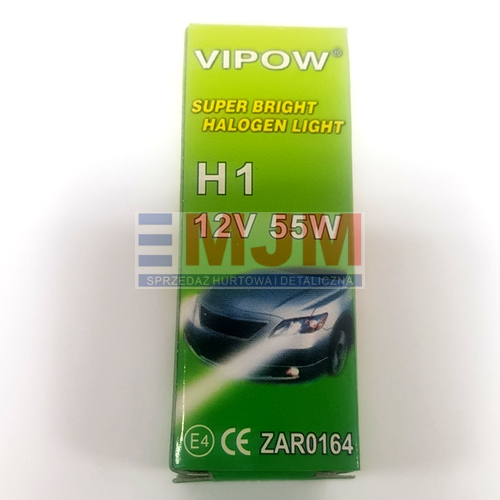 VIPOW®
SUPER BRIGHT
HALOGEN LIGHT
H1
12V 55W
MJM
SPRZEDAŻ HURTOWA I DETALICZNA
E4 CE ZAR0164